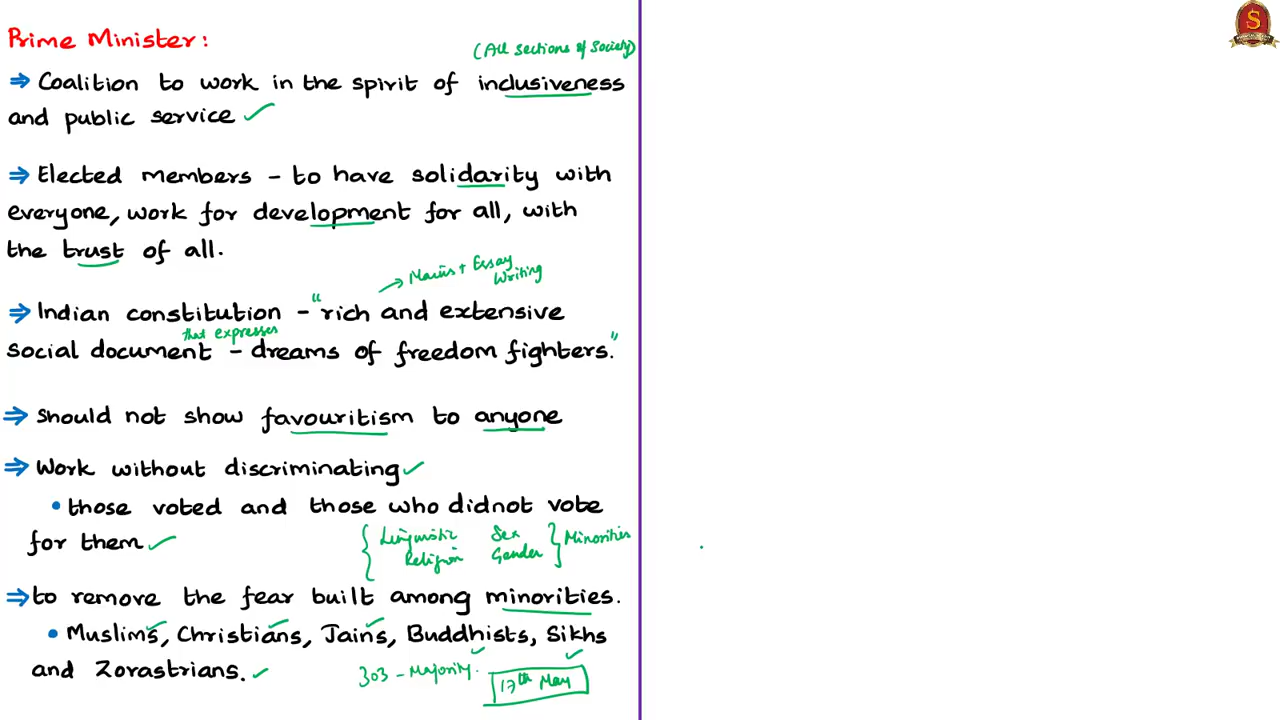 Prime Minister:
(All sections of Society)
⇒ Coalition to work in the spirit of inclusiveness
and public service ✓
⇒ Elected members - to have solidarity with
everyone, work for development for all, with
the trust of all.
→ Mains + Essay
Writing
⇒ Indian constitution - "rich and extensive
that expresses
social document - dreams of freedom fighters."
⇒ Should not show favouritism to anyone
⇒ Work without discriminating ✓
• those voted and those who didnot vote
for them ✓
{ Linguistic Sex } Minorities
Religion Gender
⇒ to remove the fear built among minorities.
• Muslims, Christians, Jains, Buddhists, Sikhs
and Zorastrians. ✓
303 - Majority.
17th May
S